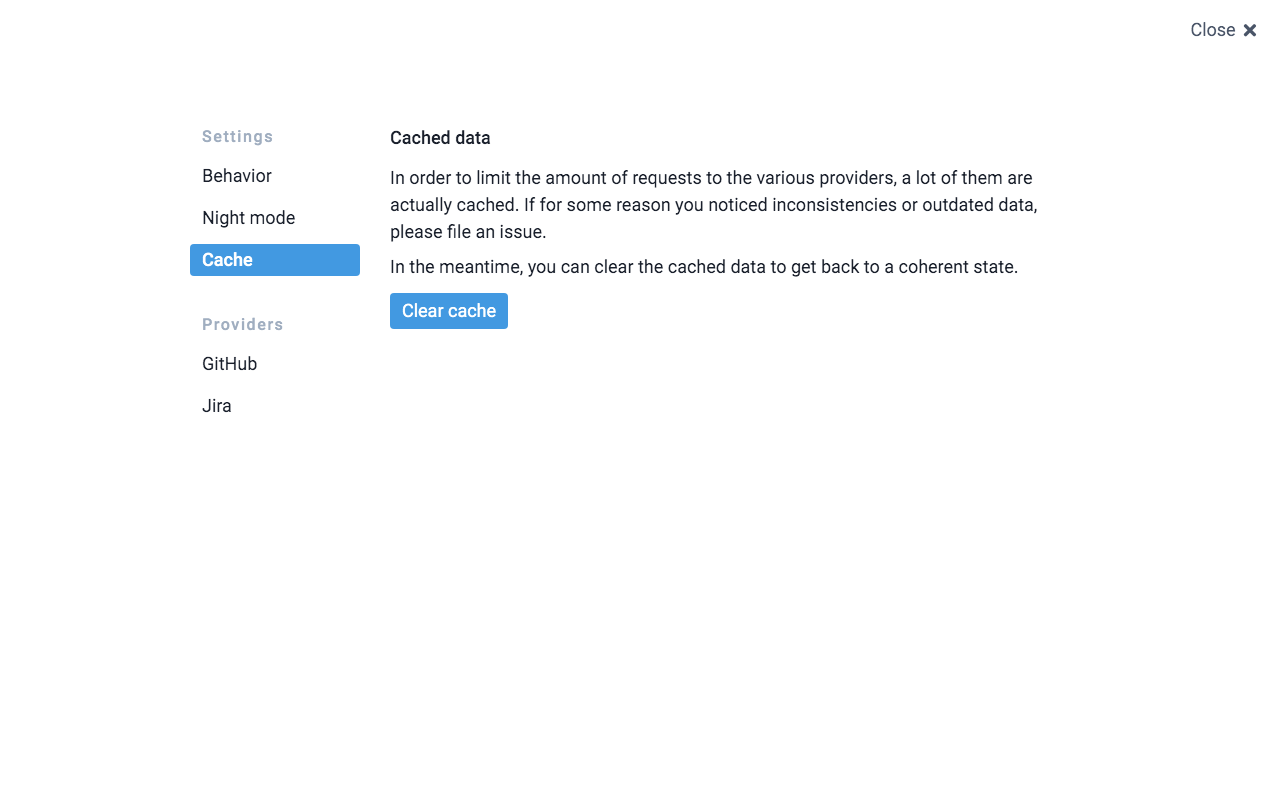 Close
Settings
Behavior
Night mode
Cache
Providers
GitHub
Jira
Cached data
In order to limit the amount of requests to the various providers, a lot of them are
actually cached. If for some reason you noticed inconsistencies or outdated data,
please file an issue.
In the meantime, you can clear the cached data to get back to a coherent state.
Clear cache